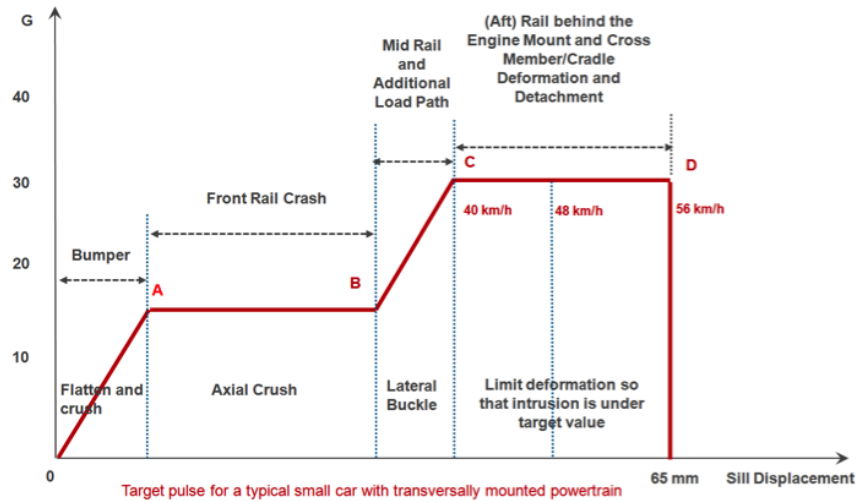 G
(Aft) Rail behind the
Engine Mount and Cross
Member/Cradle
Deformation and
Detachment
Mid Rail
and
Additional
Load Path
40
30
20
10
0
Front Rail Crash
Bumper
A
B
C
D
40 km/h
48 km/h
56 km/h
Flatten and
crush
Axial Crush
Lateral
Buckle
Limit deformation so
that intrusion is under
target value
65 mm
Sill Displacement
Target pulse for a typical small car with transversally mounted powertrain